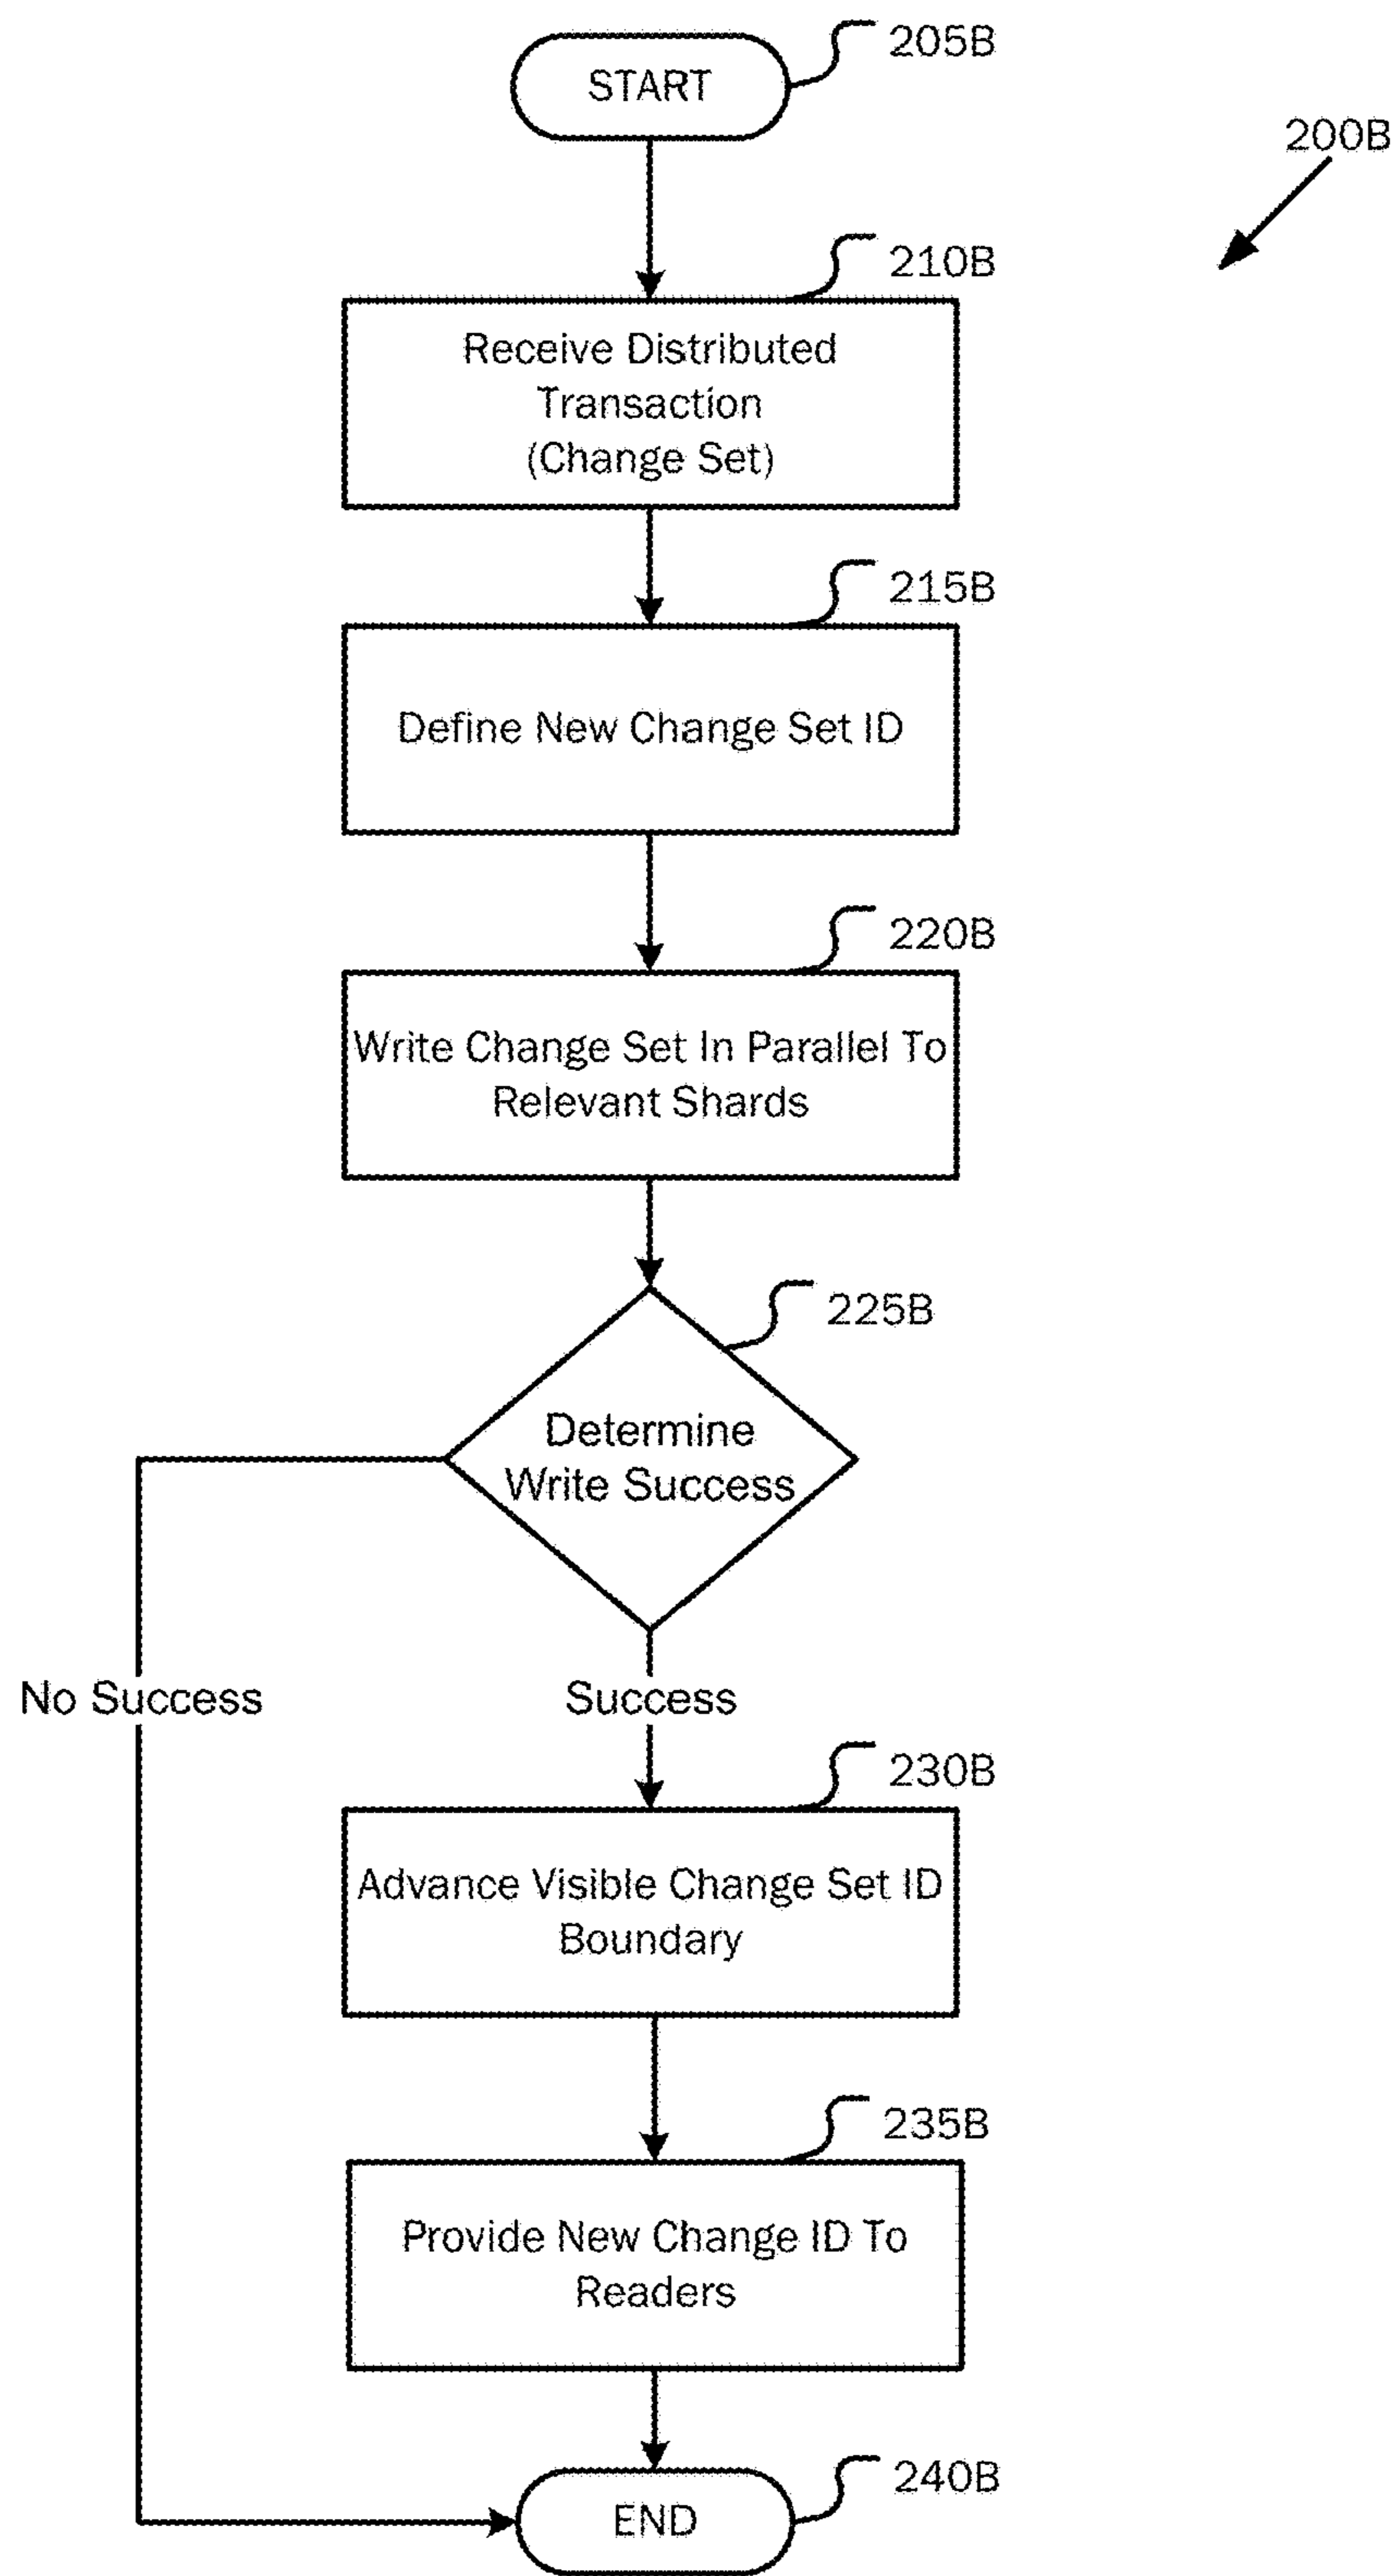 START
205B
200B
210B
Receive Distributed
Transaction
(Change Set)
215B
Define New Change Set ID
220B
Write Change Set In Parallel To
Relevant Shards
225B
Determine
Write Success
No Success
Success
230B
Advance Visible Change Set ID
Boundary
235B
Provide New Change ID To
Readers
240B
END